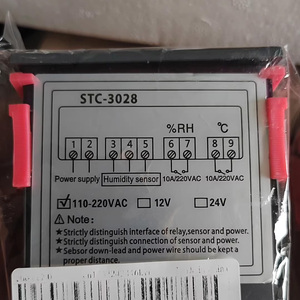 STC-3028
%RH °C
1 2 3 4 5 6 7 8 9
Power supply Humidity sensor 10A/220VAC 10A/220VAC
110-220VAC 12V 24V
Note:
★Strictly distinguish interface of relay,sensor and power.
★Strictly distinguish connection of sensor and power.
★Sebsor down-lead and power wire should be kept a
proper distance.